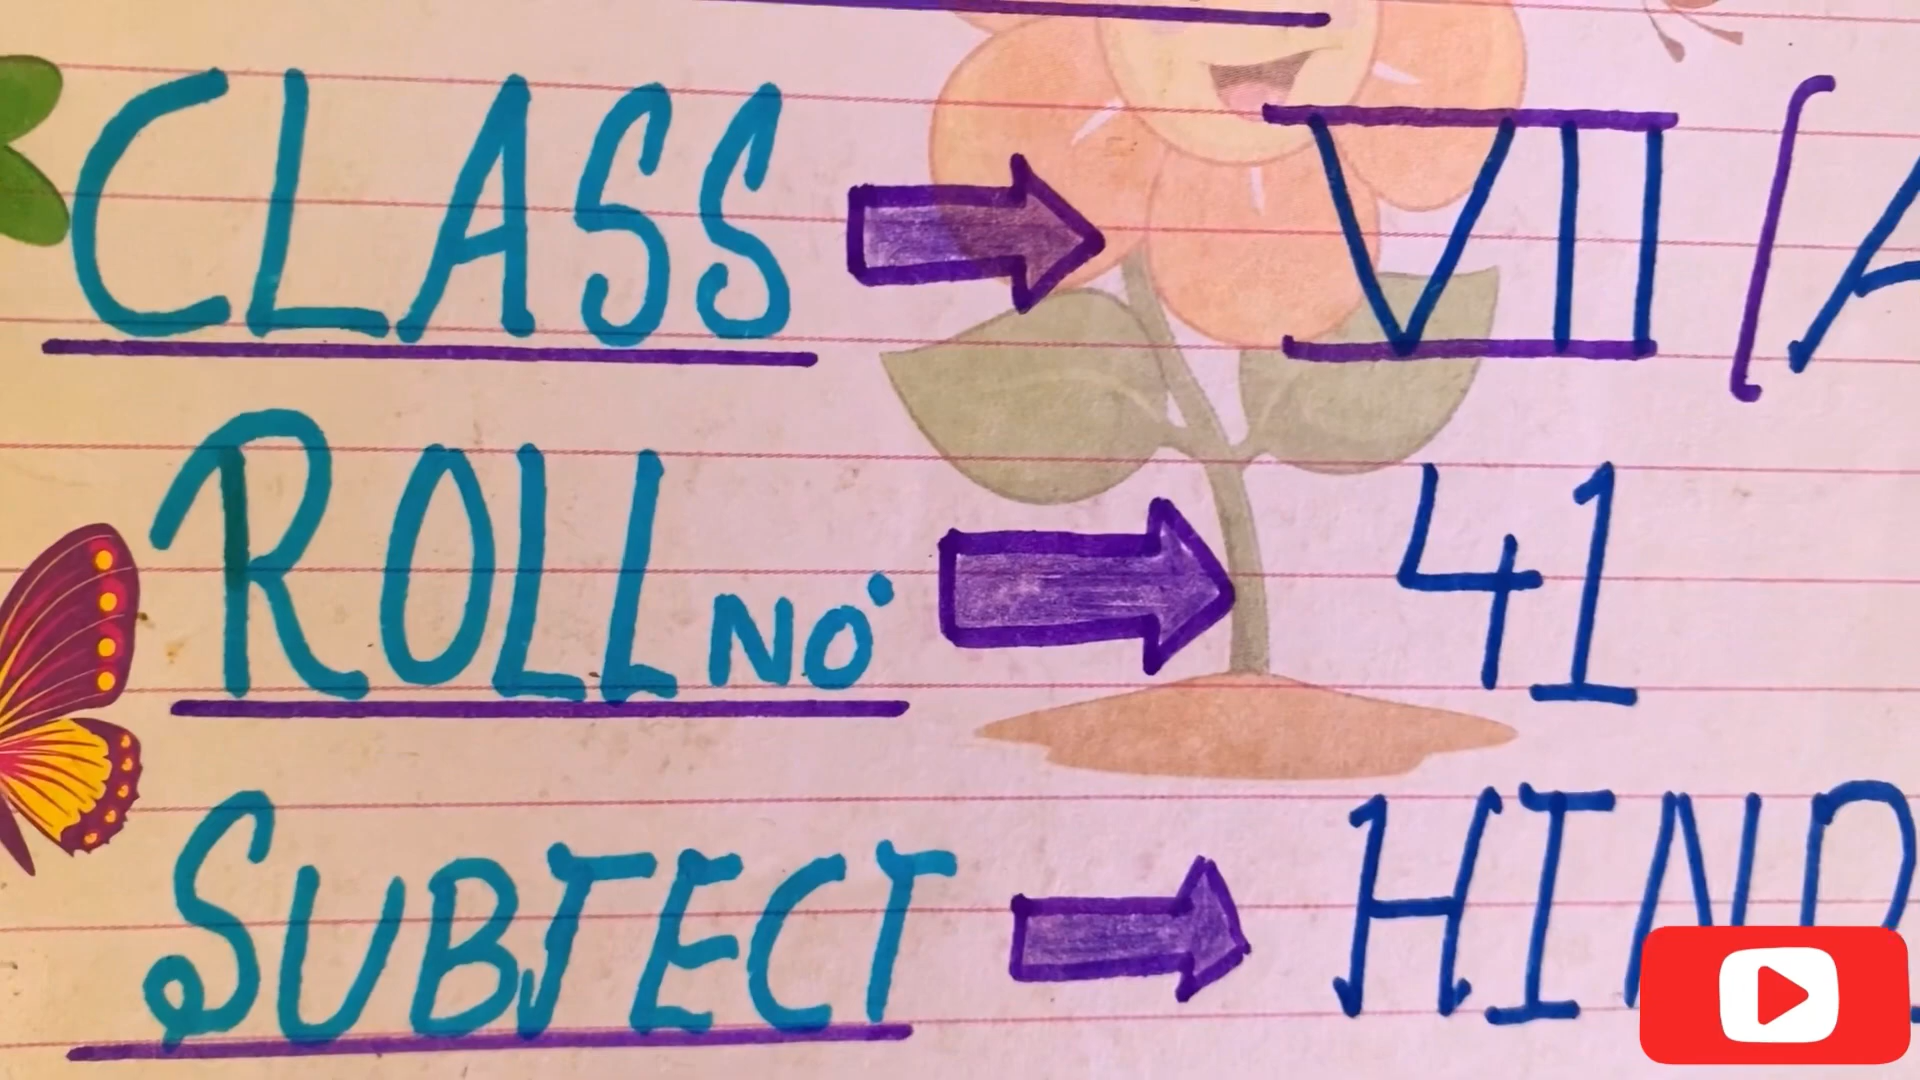 CLASS → VII (A
ROLL NO. → 41
SUBJECT → HIND